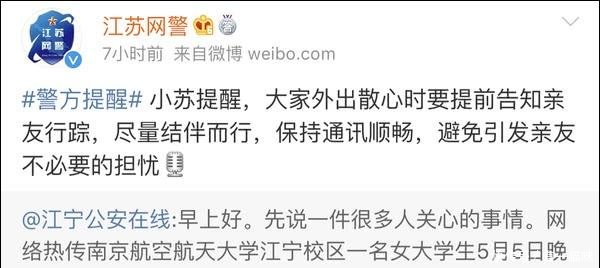 江苏
网警
江苏网警
7小时前 来自微博 weibo.com
#警方提醒# 小苏提醒，大家外出散心时要提前告知亲
友行踪，尽量结伴而行，保持通讯顺畅，避免引发亲友
不必要的担忧
@江宁公安在线:早上好。先说一件很多人关心的事情。网
络热传南京航空航天大学江宁校区一名女大学生5月5日晚